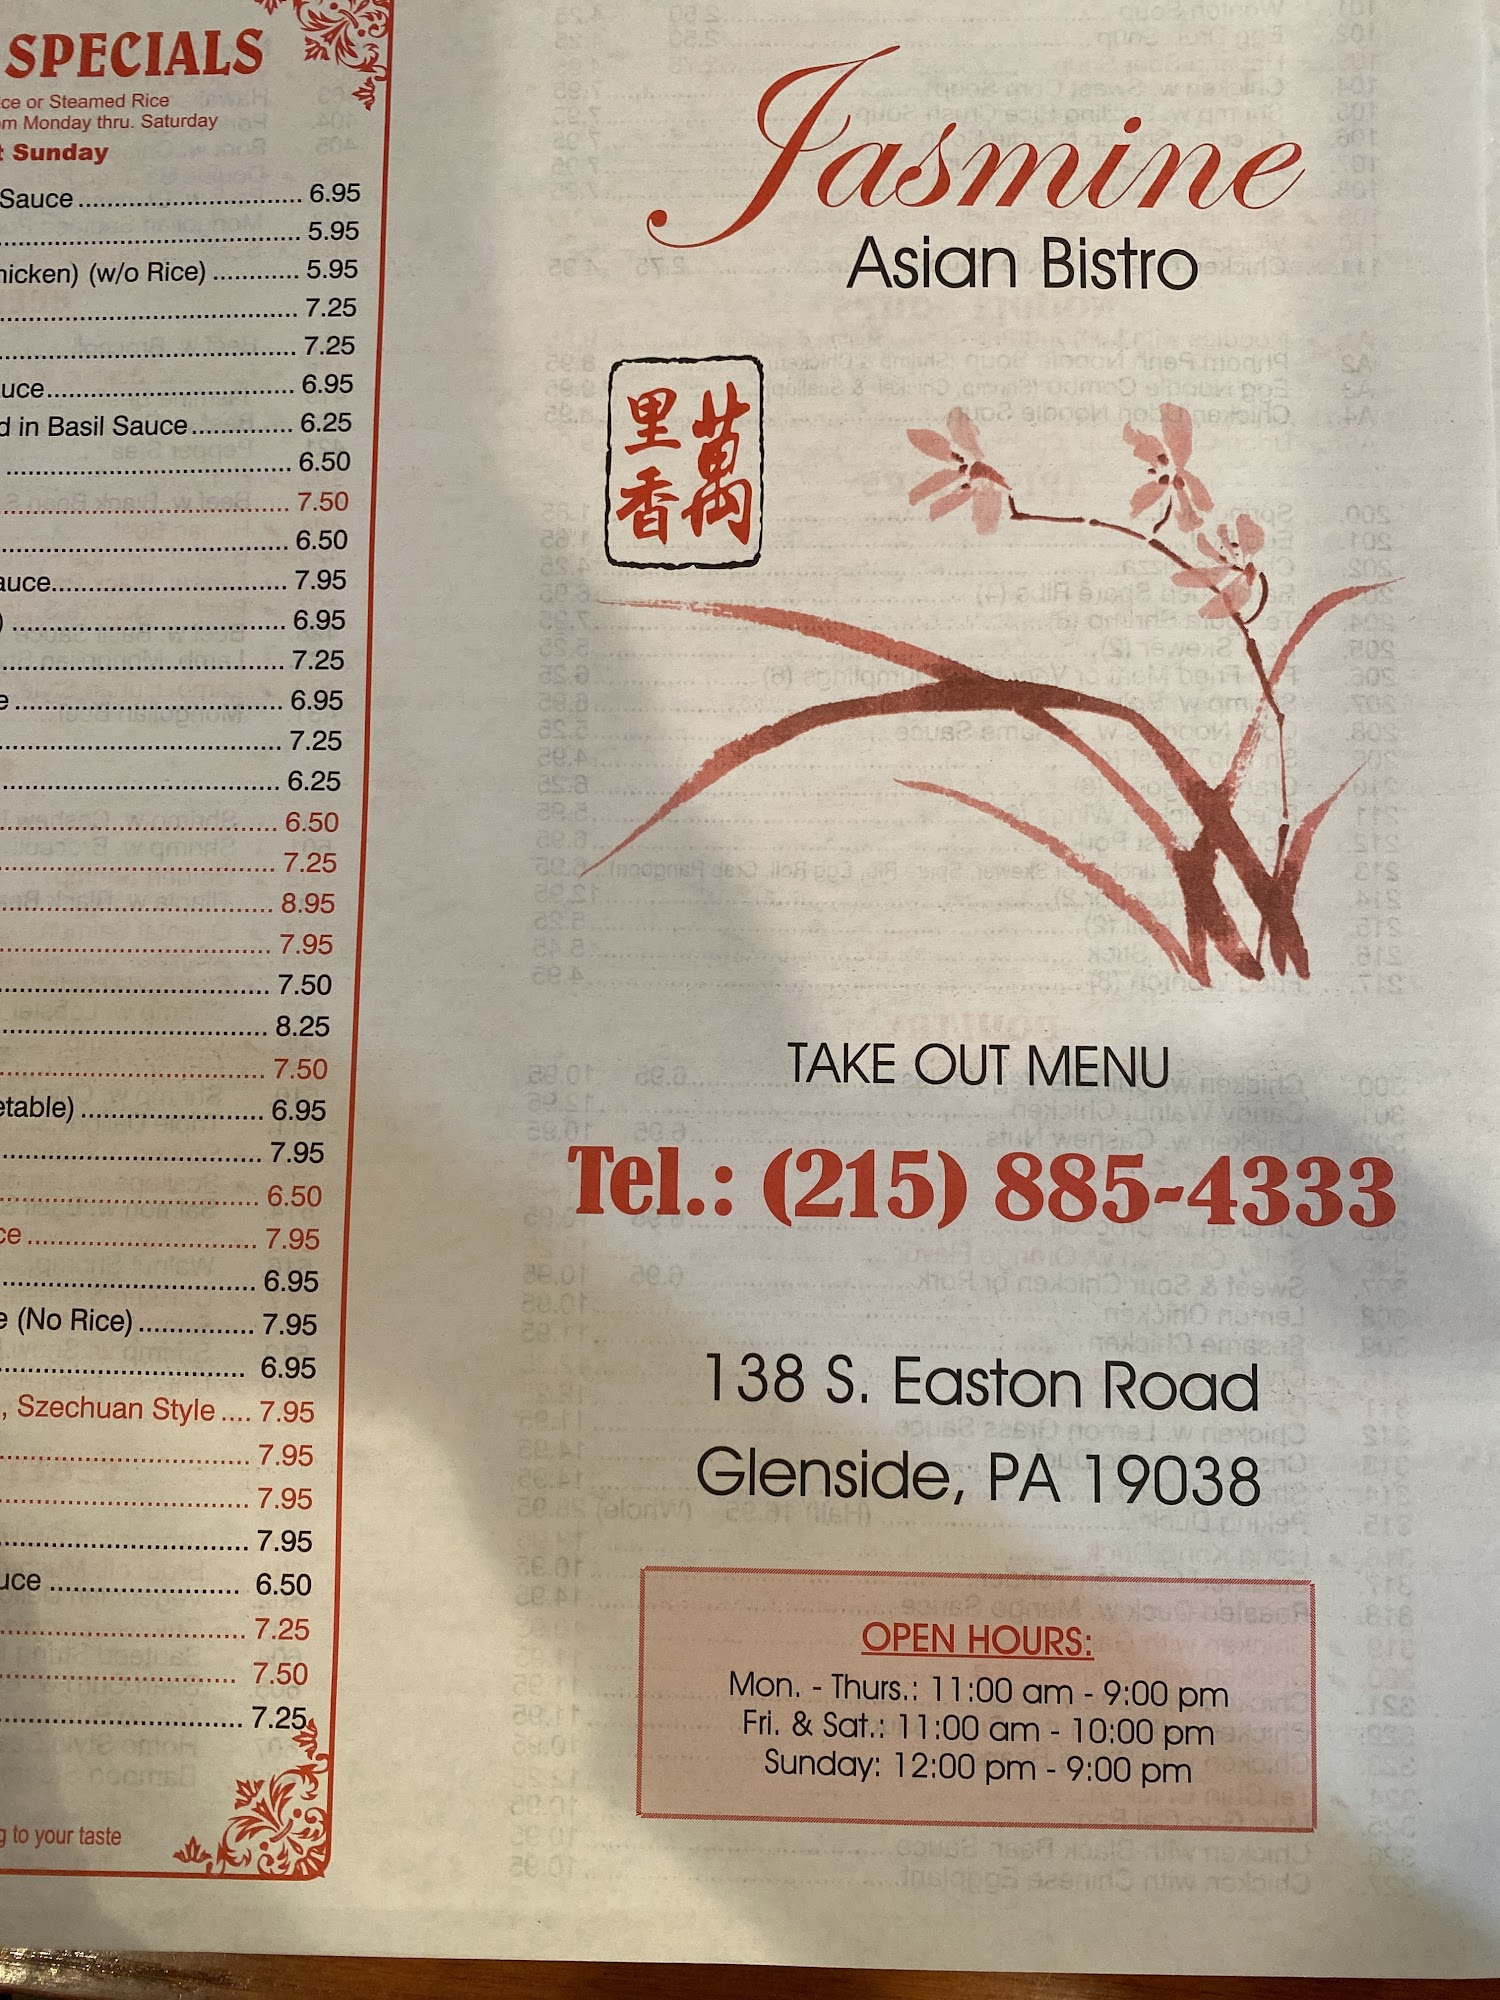 SPECIALS
ce or Steamed Rice
om Monday thru. Saturday
t Sunday
Sauce 6.95
5.95
hicken) (w/o Rice) 5.95
7.25
7.25
auce 6.95
d in Basil Sauce 6.25
6.50
7.50
6.50
auce 7.95
) 6.95
7.25
e 6.95
7.25
6.25
6.50
7.25
8.95
7.95
7.50
8.25
7.50
etable) 6.95
7.95
6.50
ce 7.95
6.95
e (No Rice) 7.95
6.95
, Szechuan Style 7.95
7.95
7.95
7.95
uce 6.50
7.25
7.50
7.25
g to your taste
Jasmine
Asian Bistro
萬
里香
TAKE OUT MENU
Tel.: (215) 885-4333
138 S. Easton Road
Glenside, PA 19038
OPEN HOURS:
Mon. - Thurs.: 11:00 am - 9:00 pm
Fri. & Sat.: 11:00 am - 10:00 pm
Sunday: 12:00 pm - 9:00 pm